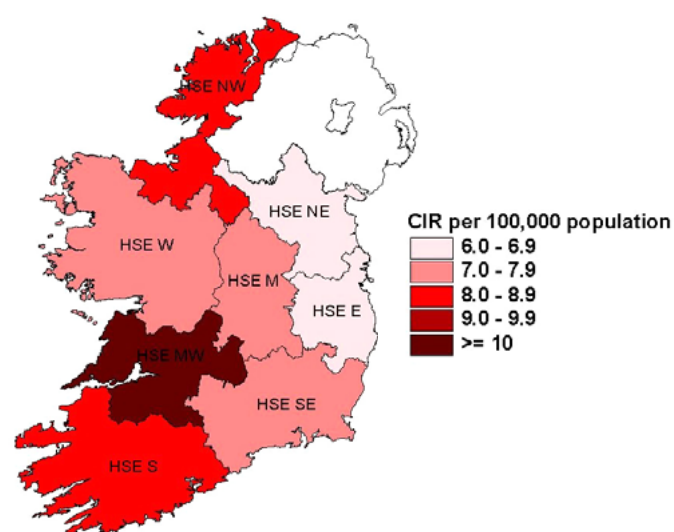 HSE NW
HSE NE
CIR per 100,000 population
6.0 - 6.9
HSE W
7.0 - 7.9
HSE M
8.0 - 8.9
HSE E
9.0 - 9.9
>= 10
HSE MW
HSE SE
HSE S